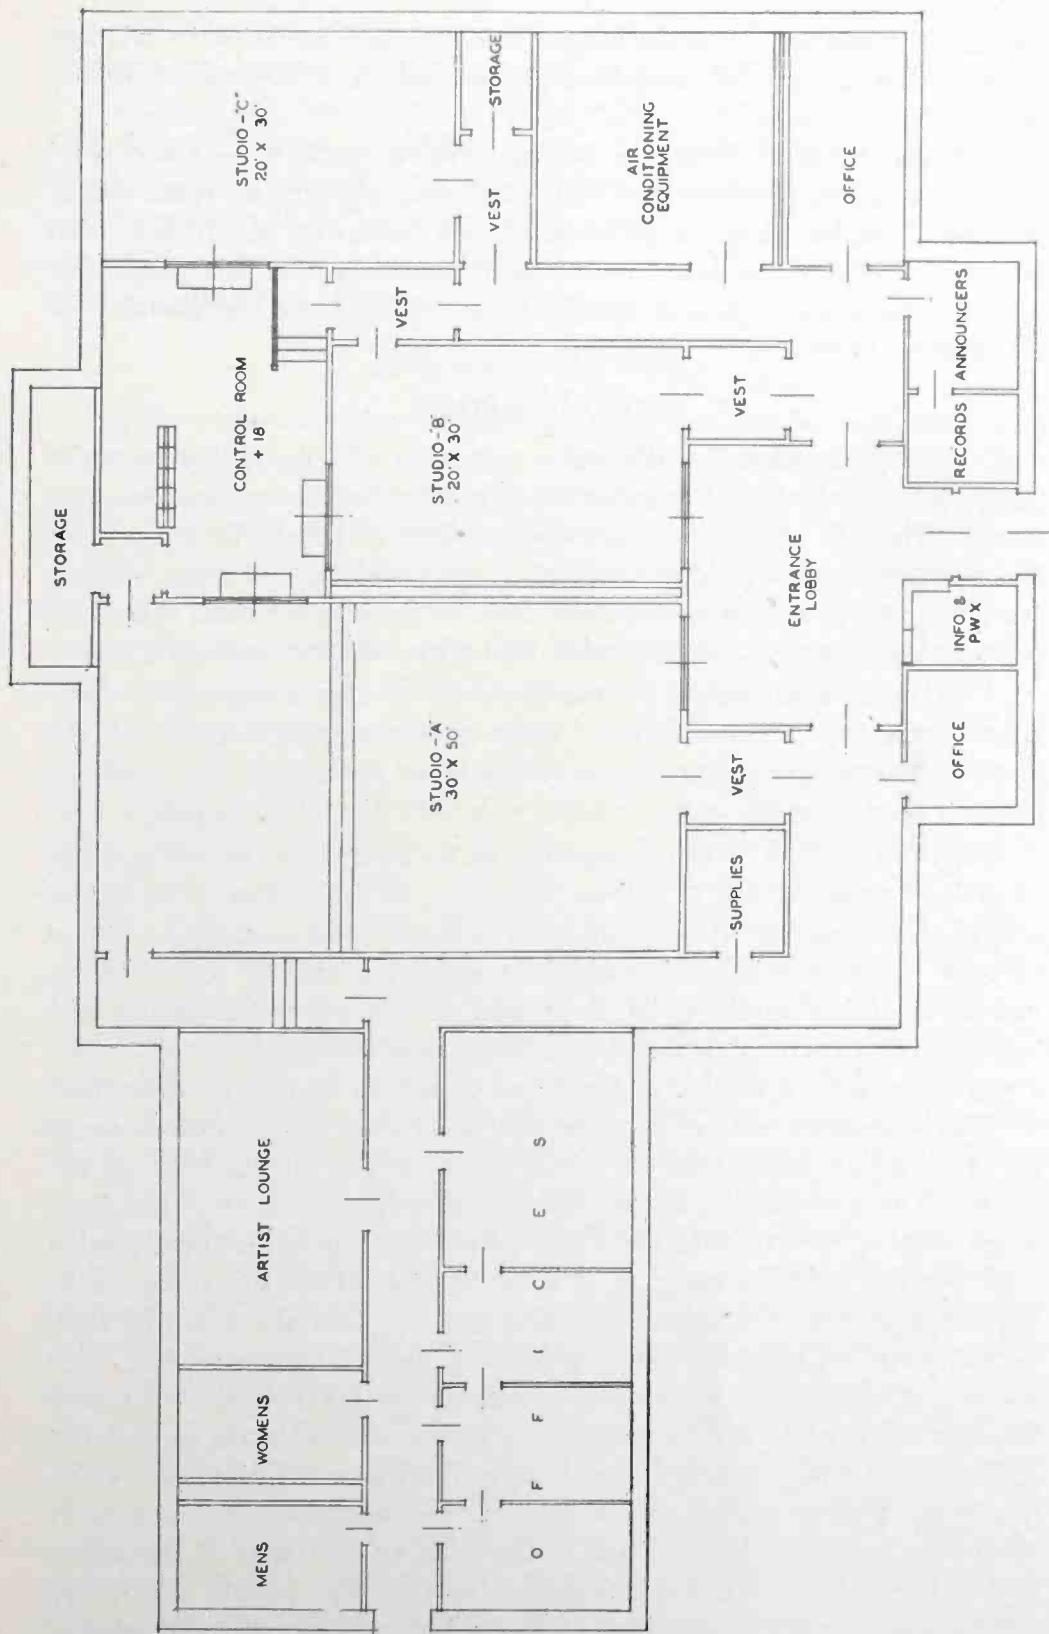 STORAGE
CONTROL ROOM
+ 18"
STUDIO-"C"
20' X 30'
VEST
VEST
STORAGE
STUDIO-"A"
30' X 50'
STUDIO-"B"
20' X 30'
AIR
CONDITIONING
EQUIPMENT
ARTIST LOUNGE
WOMENS
MENS
O F F I C E S
SUPPLIES
VEST
VEST
ENTRANCE
LOBBY
OFFICE
OFFICE
INFO &
PWX
RECORDS
ANNOUNCERS